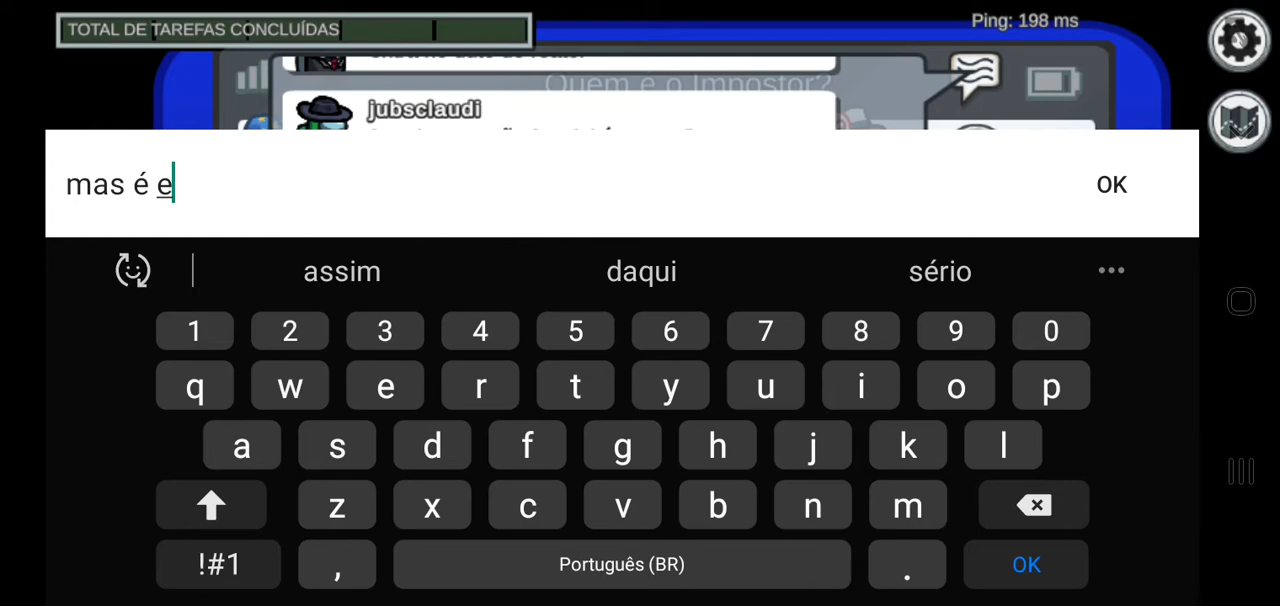 TOTAL DE TAREFAS CONCLUÍDAS
Ping: 198 ms
Quem é o Impostor?
jubsclaudi
mas é e
OK
assim
daqui
sério
1 2 3 4 5 6 7 8 9 0
q w e r t y u i o p
a s d f g h j k l
z x c v b n m
!#1 , Português (BR) . OK